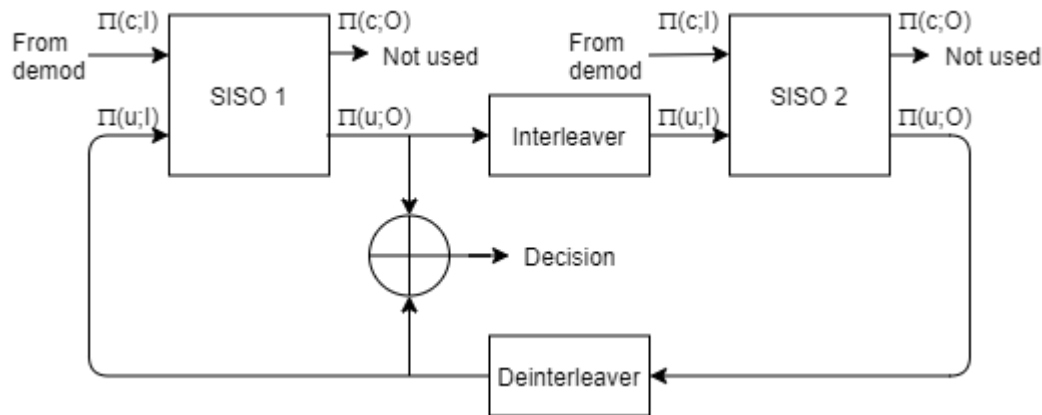 Π(c;I)
Π(c;O)
From
demod
Not used
SISO 1
Π(u;I)
Π(u;O)
Interleaver
Π(c;I)
Π(c;O)
From
demod
Not used
SISO 2
Π(u;I)
Π(u;O)
Decision
Deinterleaver